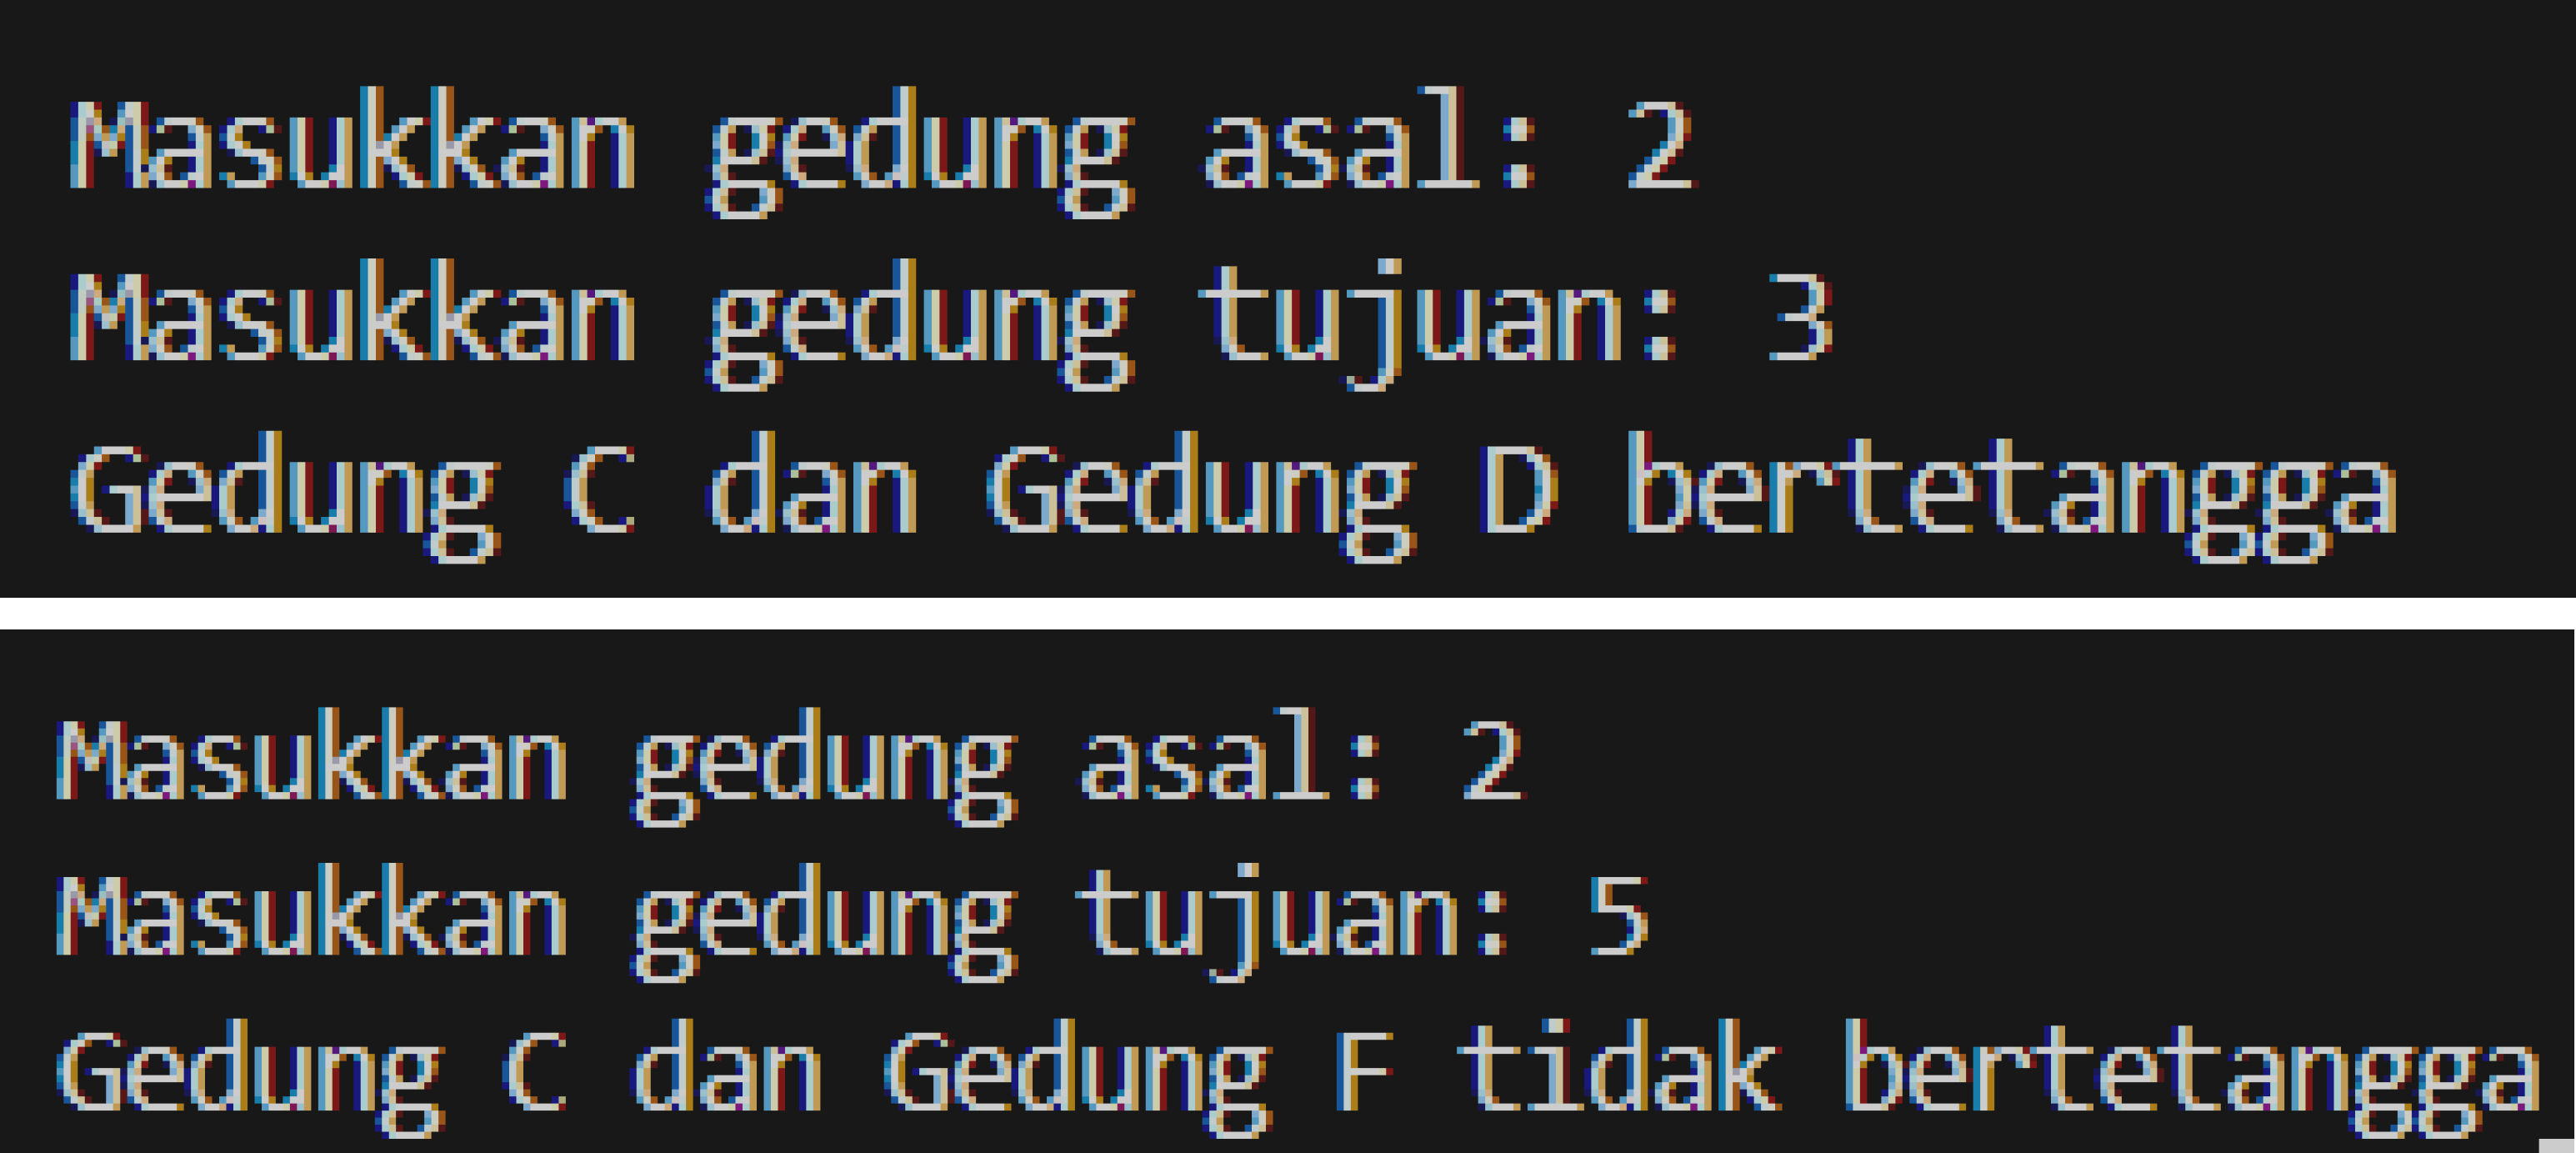 Masukkan gedung asal: 2
Masukkan gedung tujuan: 3
Gedung C dan Gedung D bertetangga
Masukkan gedung asal: 2
Masukkan gedung tujuan: 5
Gedung C dan Gedung F tidak bertetangga